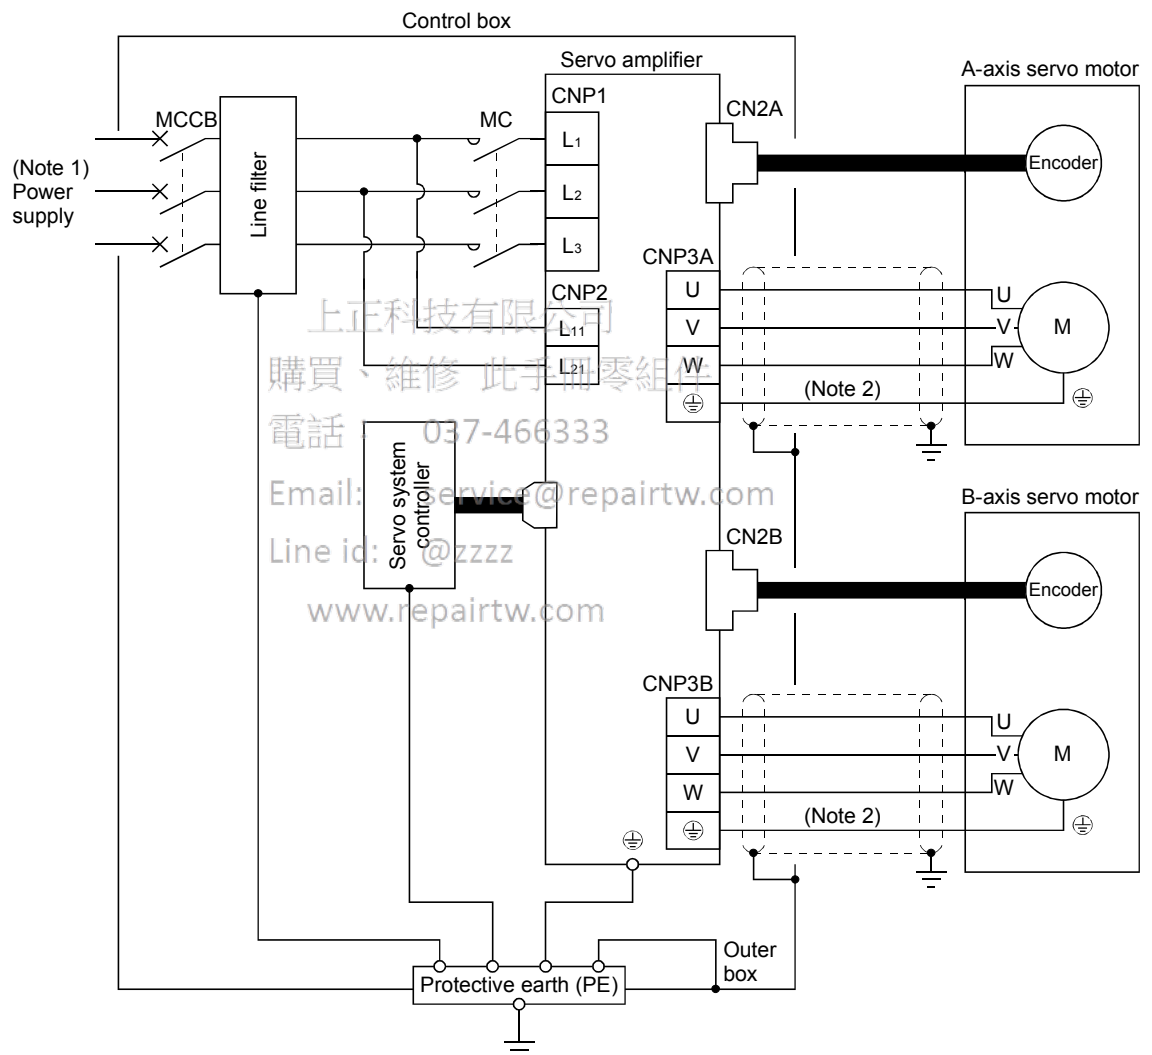 Control box
Servo amplifier
A-axis servo motor
CNP1
CN2A
MCCB
MC
L1
(Note 1)
Power
supply
Line filter
Encoder
L2
L3
CNP3A
CNP2
U
U
V
V
M
W
W
L11
L21
(Note 2)
上正科技有限公司
購買、維修 此手冊零組件
電話: 037-466333
Email: service@repairtw.com
Line id: @zzzz
www.repairtw.com
Servo system
controller
B-axis servo motor
CN2B
Encoder
CNP3B
U
U
V
V
M
W
W
(Note 2)
Outer
box
Protective earth (PE)